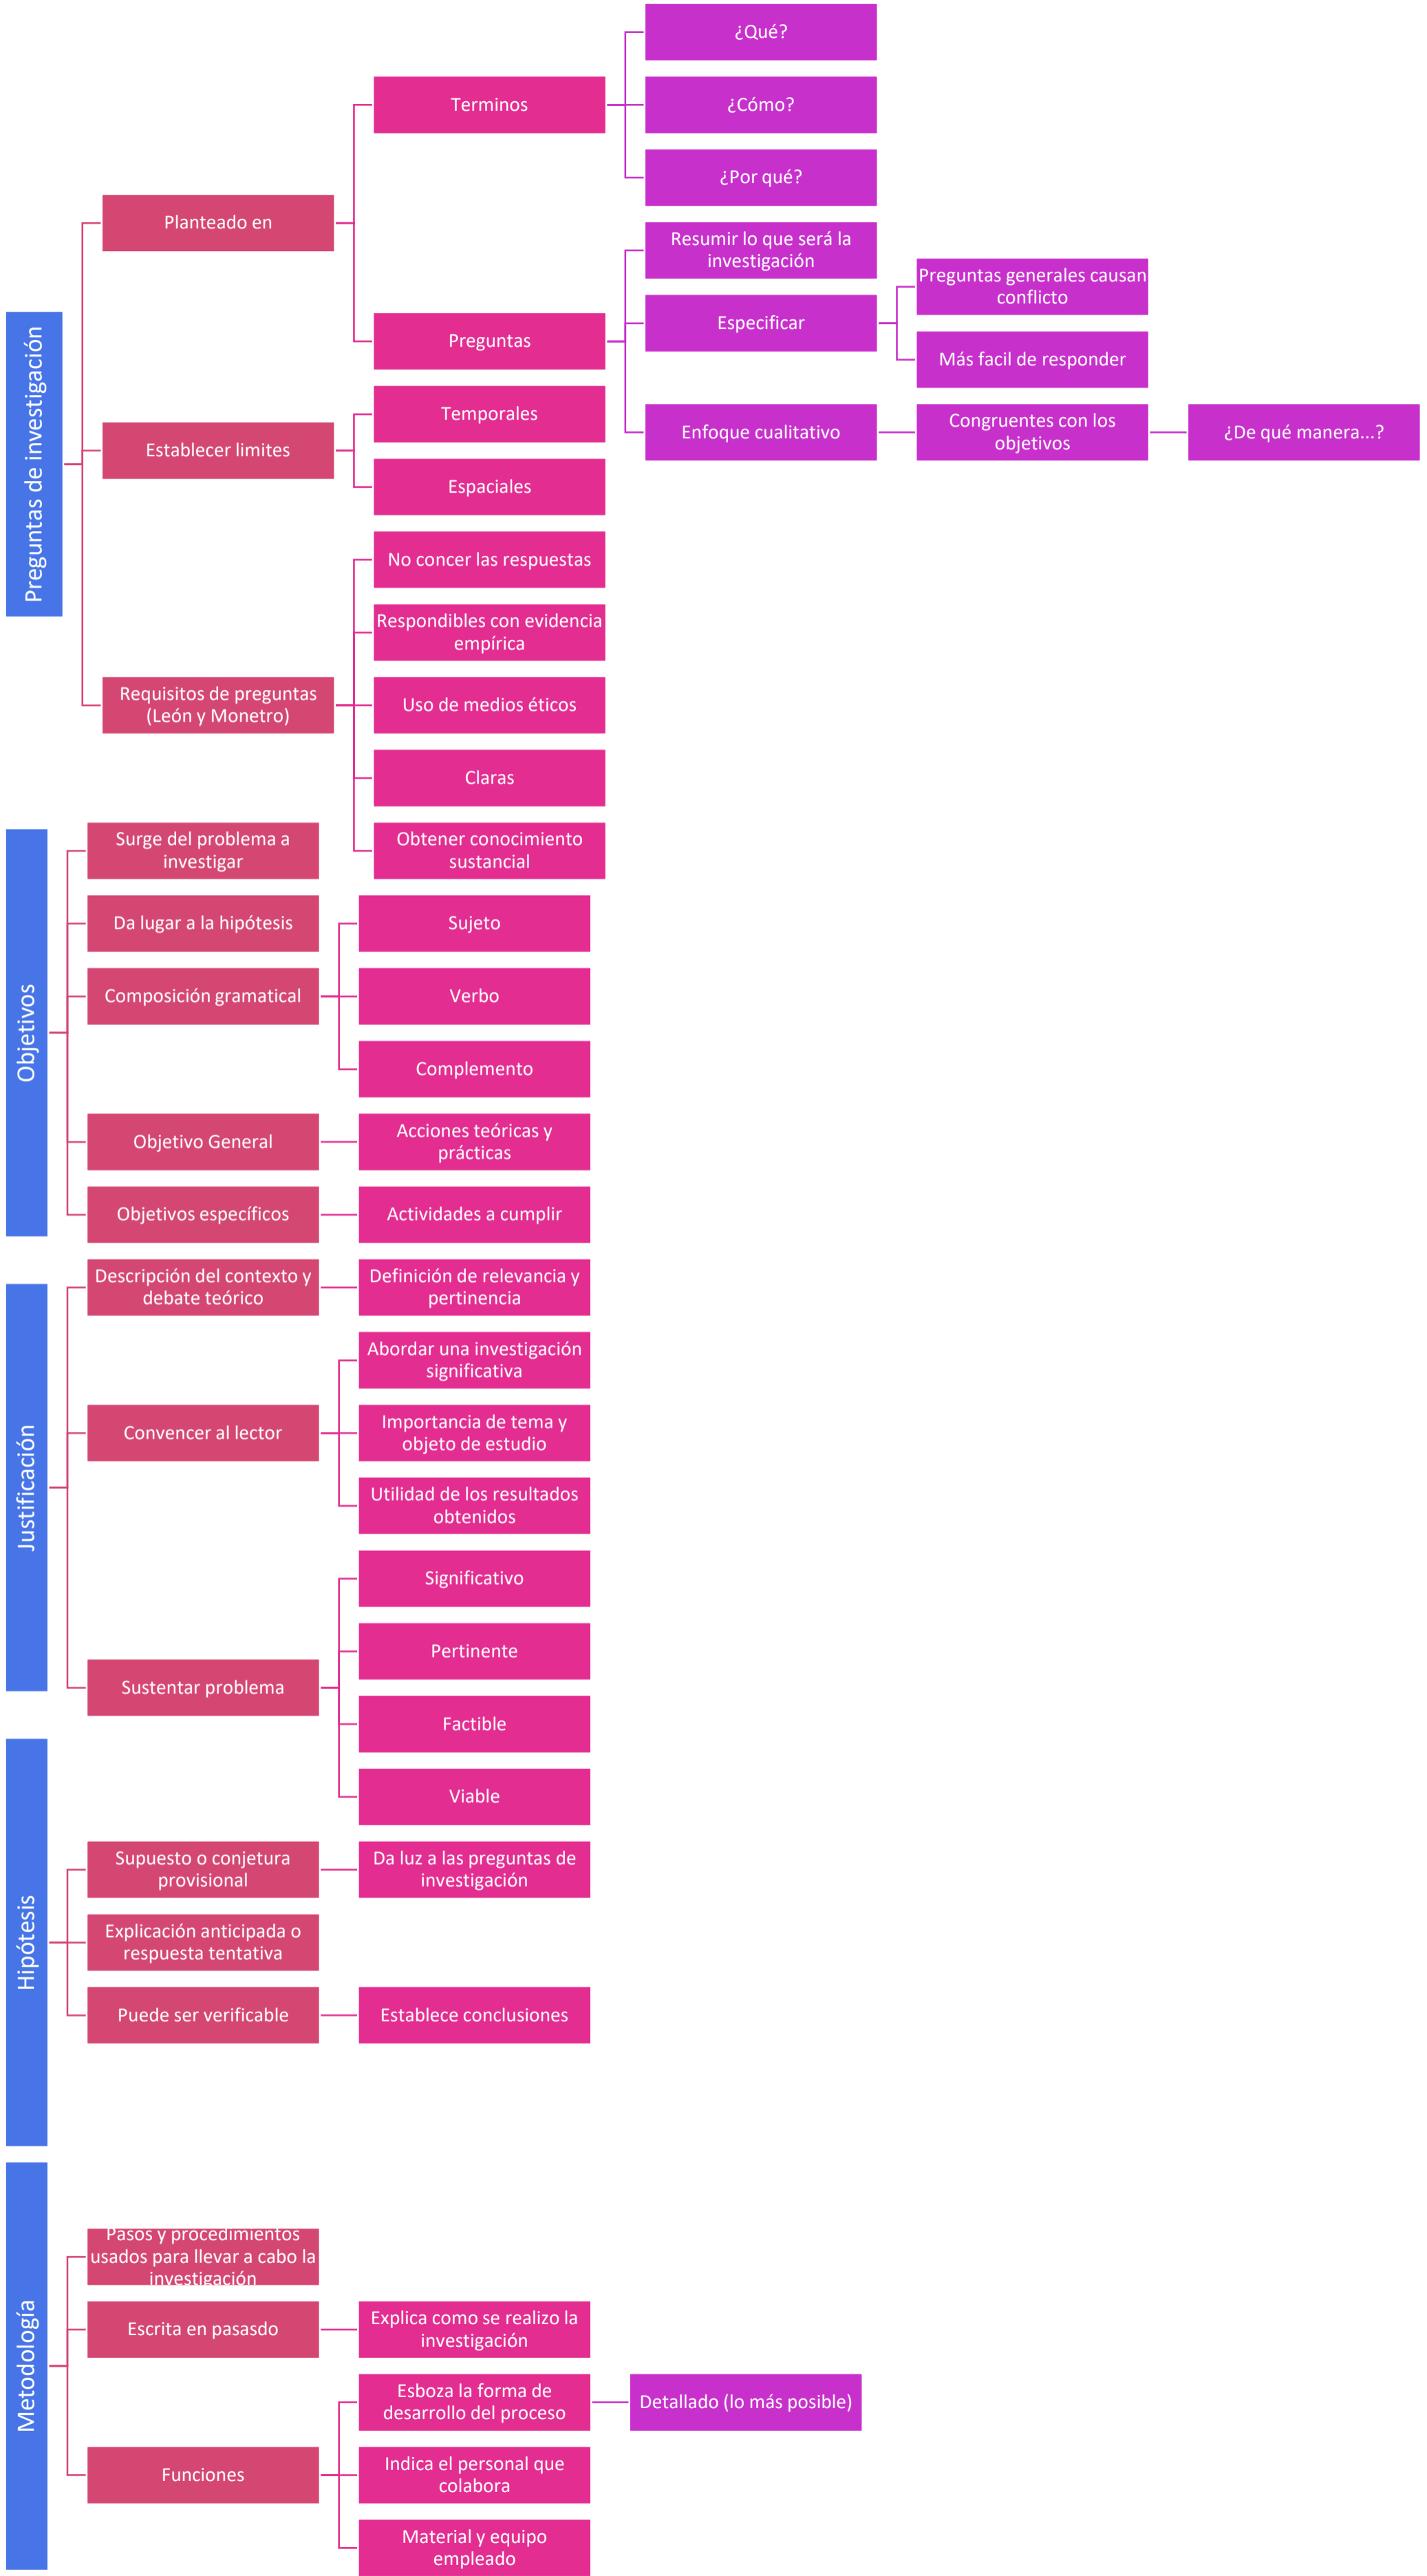 Preguntas de investigación
Planteado en
Terminos
¿Qué?
¿Cómo?
¿Por qué?
Preguntas
Resumir lo que será la
investigación
Especificar
Preguntas generales causan
conflicto
Más facil de responder
Enfoque cualitativo
Congruentes con los
objetivos
¿De qué manera...?
Establecer limites
Temporales
Espaciales
Requisitos de preguntas
(León y Monetro)
No concer las respuestas
Respondibles con evidencia
empírica
Uso de medios éticos
Claras
Obtener conocimiento
sustancial
Objetivos
Surge del problema a
investigar
Da lugar a la hipótesis
Composición gramatical
Sujeto
Verbo
Complemento
Objetivo General
Acciones teóricas y
prácticas
Objetivos específicos
Actividades a cumplir
Justificación
Descripción del contexto y
debate teórico
Definición de relevancia y
pertinencia
Convencer al lector
Abordar una investigación
significativa
Importancia de tema y
objeto de estudio
Utilidad de los resultados
obtenidos
Sustentar problema
Significativo
Pertinente
Factible
Viable
Hipótesis
Supuesto o conjetura
provisional
Da luz a las preguntas de
investigación
Explicación anticipada o
respuesta tentativa
Puede ser verificable
Establece conclusiones
Metodología
Pasos y procedimientos
usados para llevar a cabo la
investigación
Escrita en pasasdo
Explica como se realizo la
investigación
Funciones
Esboza la forma de
desarrollo del proceso
Detallado (lo más posible)
Indica el personal que
colabora
Material y equipo
empleado